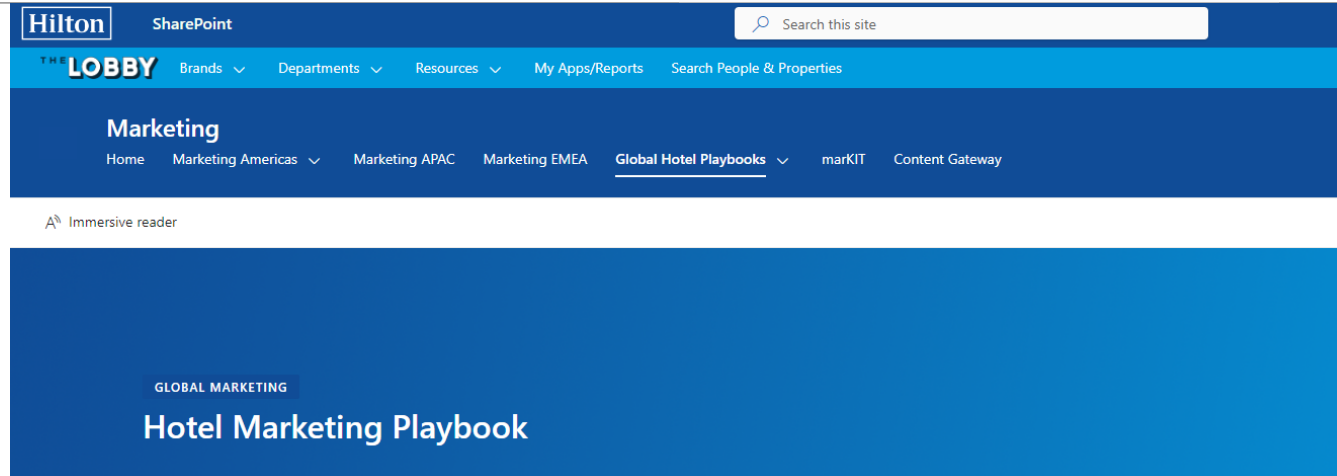 Hilton SharePoint Search this site
THE LOBBY Brands Departments Resources My Apps/Reports Search People & Properties
Marketing
Home Marketing Americas Marketing APAC Marketing EMEA Global Hotel Playbooks marKIT Content Gateway
Immersive reader
GLOBAL MARKETING
Hotel Marketing Playbook